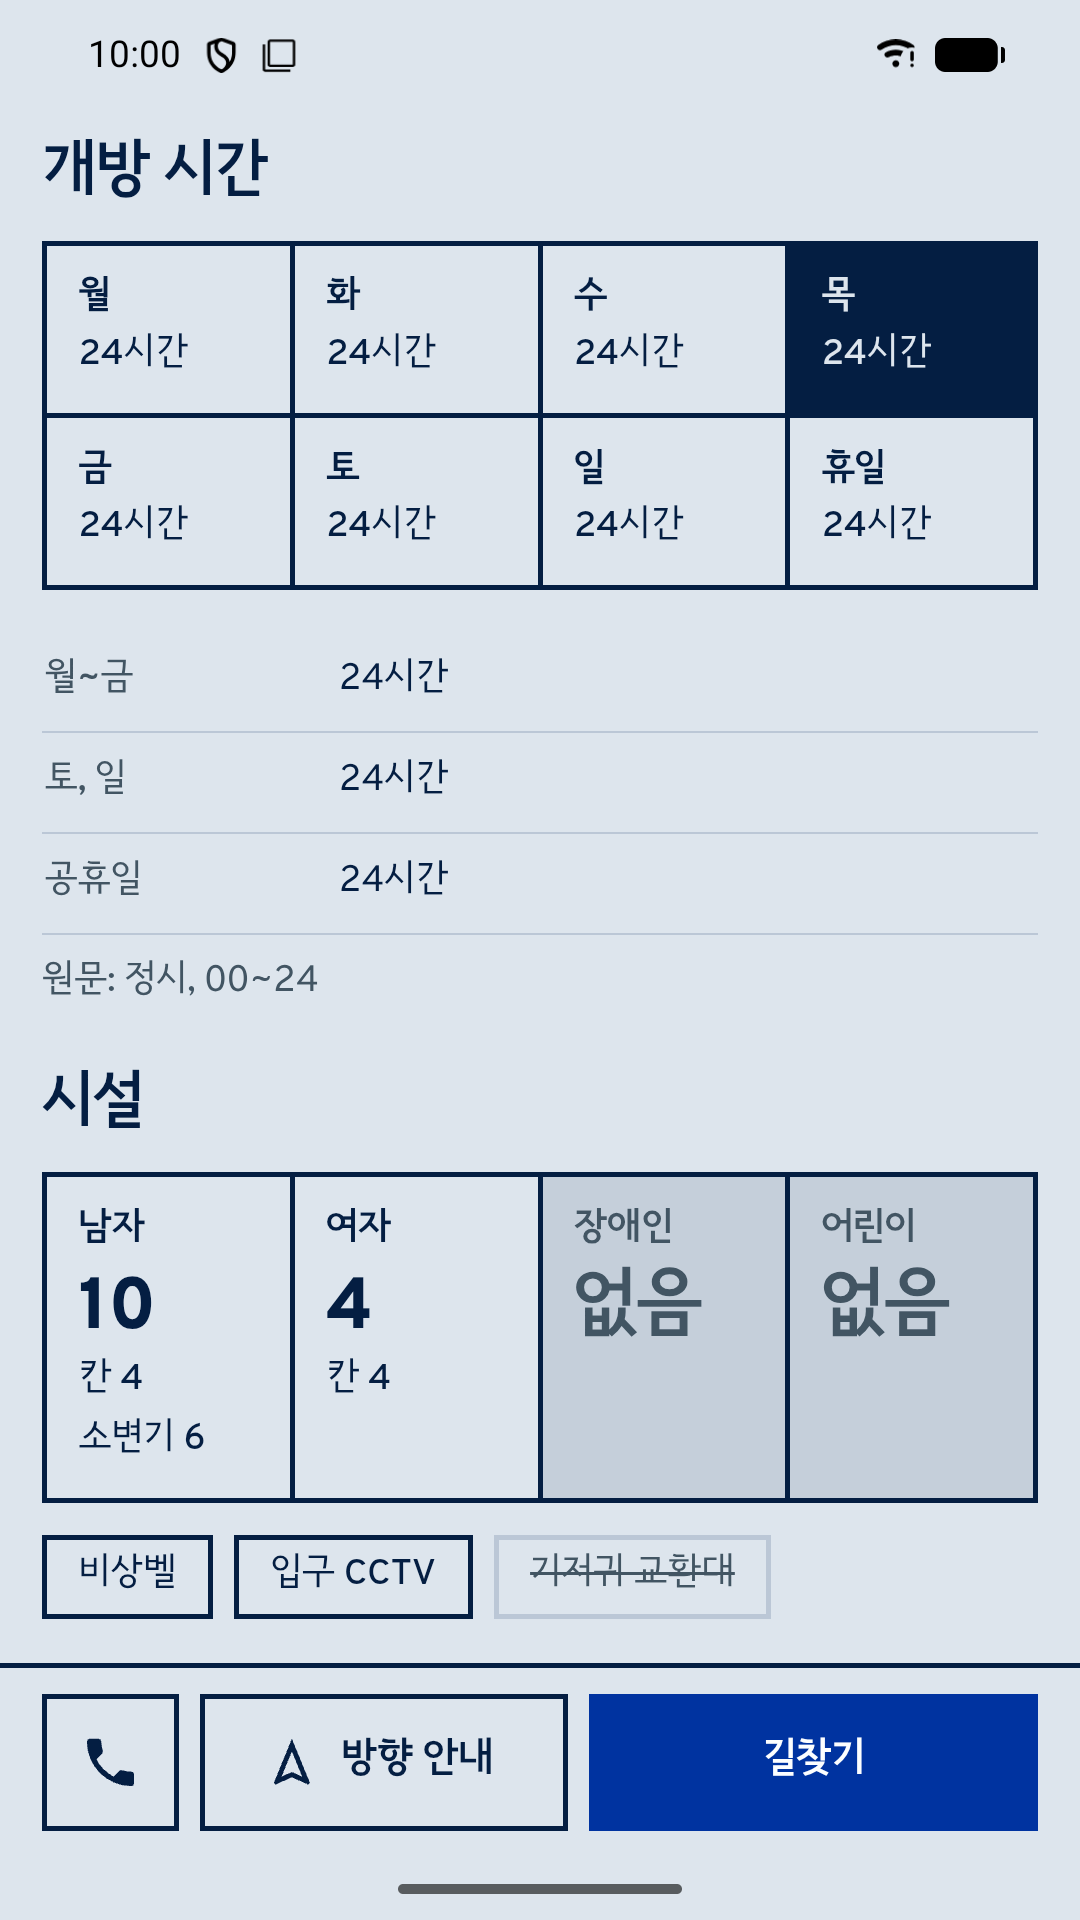 10:00
개방 시간
월 화 수 목
24시간 24시간 24시간 24시간
금 토 일 휴일
24시간 24시간 24시간 24시간
월~금 24시간
토, 일 24시간
공휴일 24시간
원문: 정시, 00~24
시설
남자 여자 장애인 어린이
10 4 없음 없음
칸 4 칸 4
소변기 6
비상벨 입구 CCTV 기저귀 교환대
방향 안내 길찾기